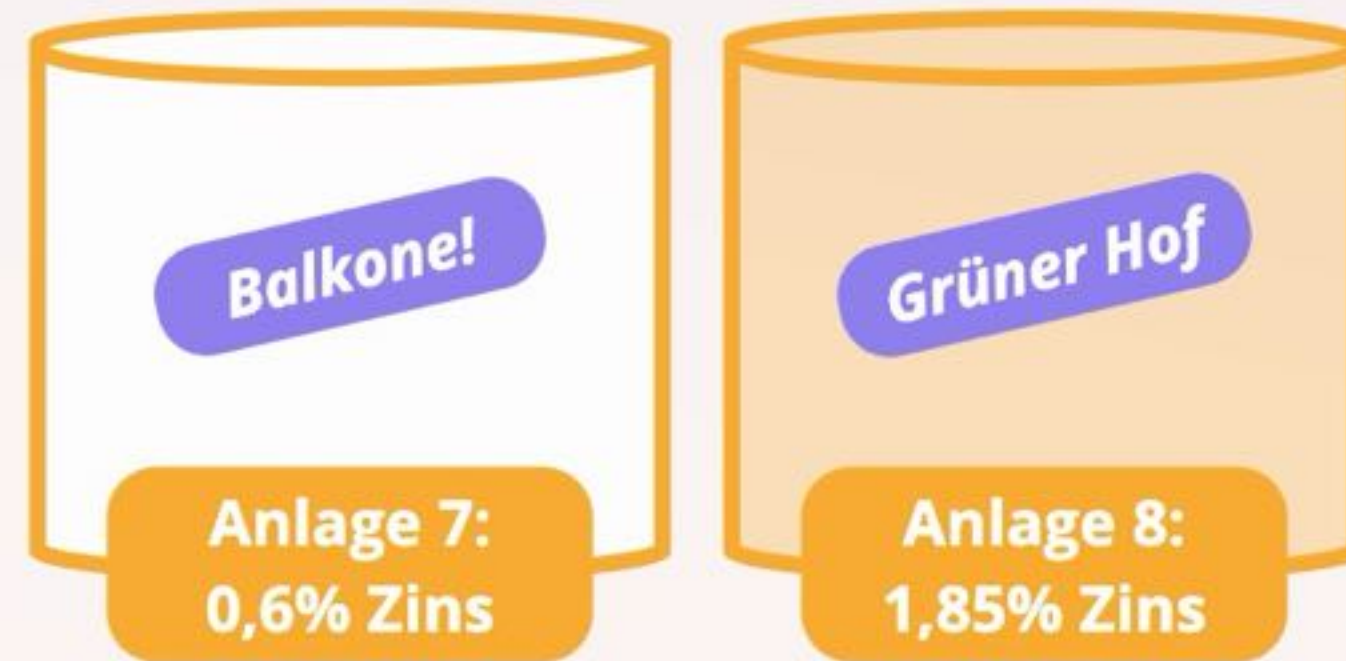 Balkone!
Grüner Hof
Anlage 7:
0,6% Zins
Anlage 8:
1,85% Zins